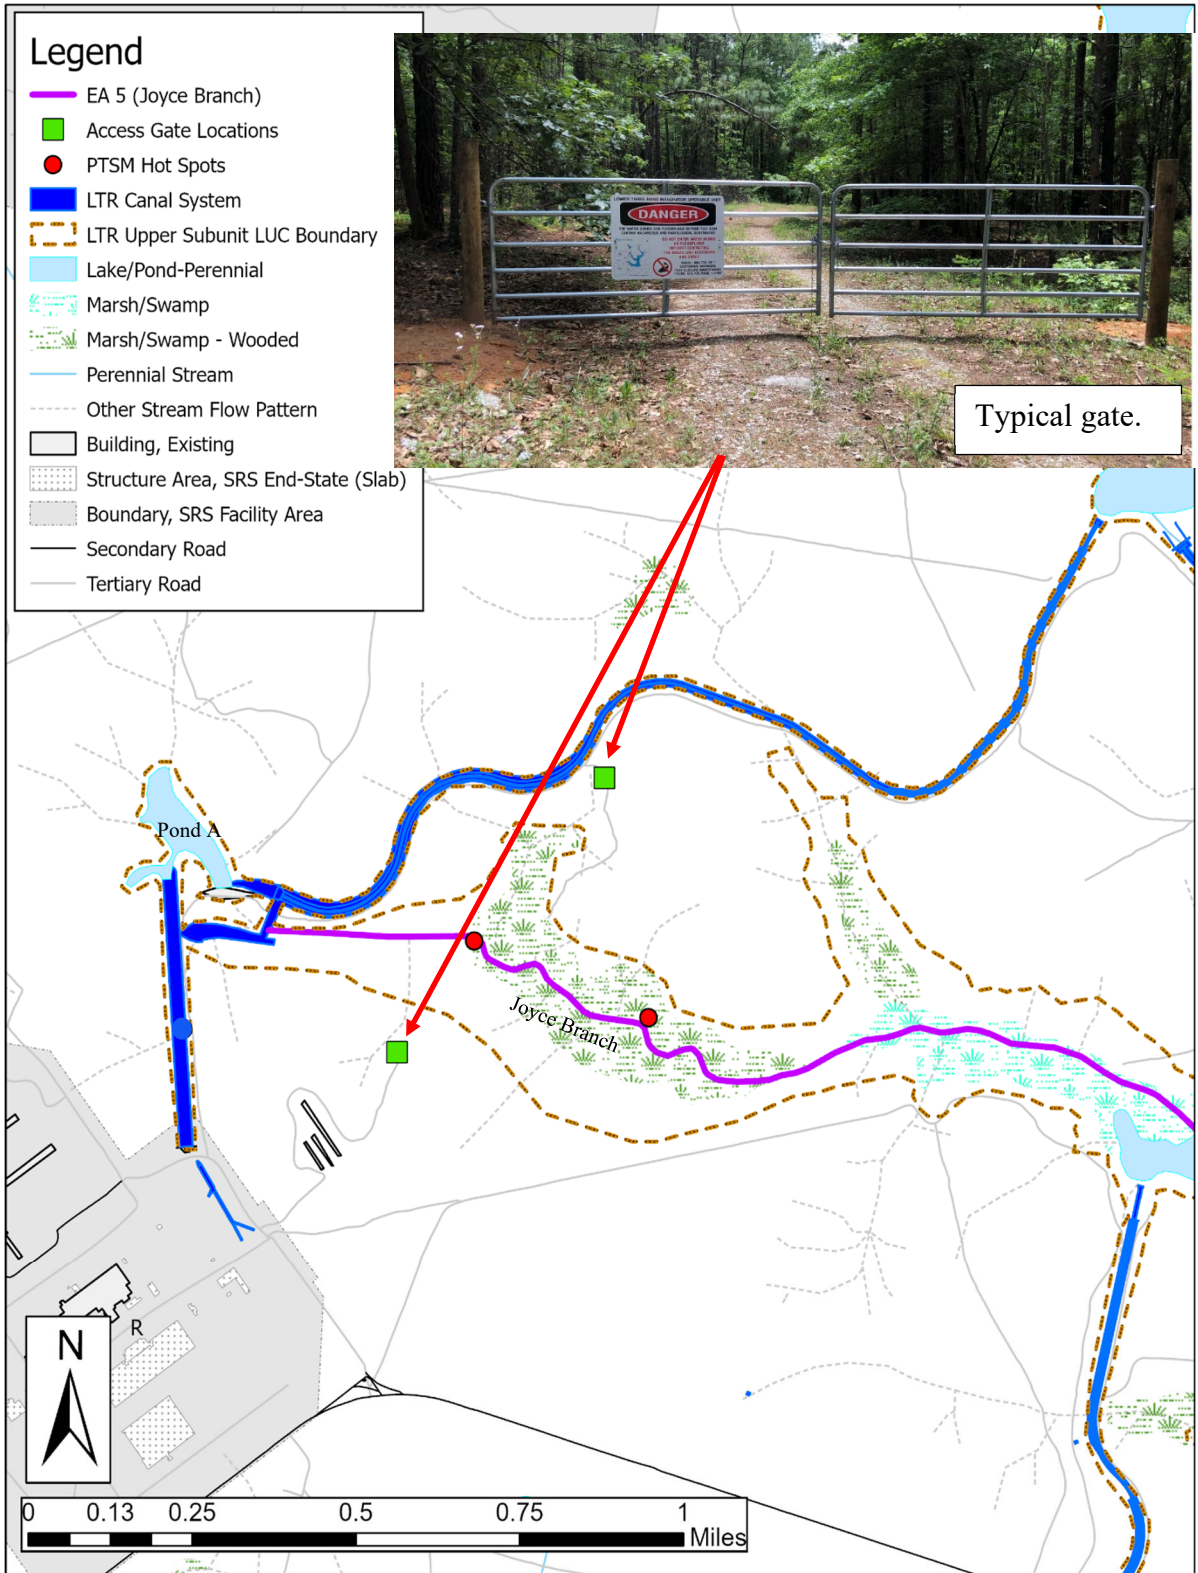 Legend
EA 5 (Joyce Branch)
Access Gate Locations
PTSM Hot Spots
LTR Canal System
LTR Upper Subunit LUC Boundary
Lake/Pond-Perennial
Marsh/Swamp
Marsh/Swamp - Wooded
Perennial Stream
Other Stream Flow Pattern
Building, Existing
Structure Area, SRS End-State (Slab)
Boundary, SRS Facility Area
Secondary Road
Tertiary Road
DANGER
Typical gate.
Pond A
Joyce Branch
R
N
0 0.13 0.25 0.5 0.75 1
Miles